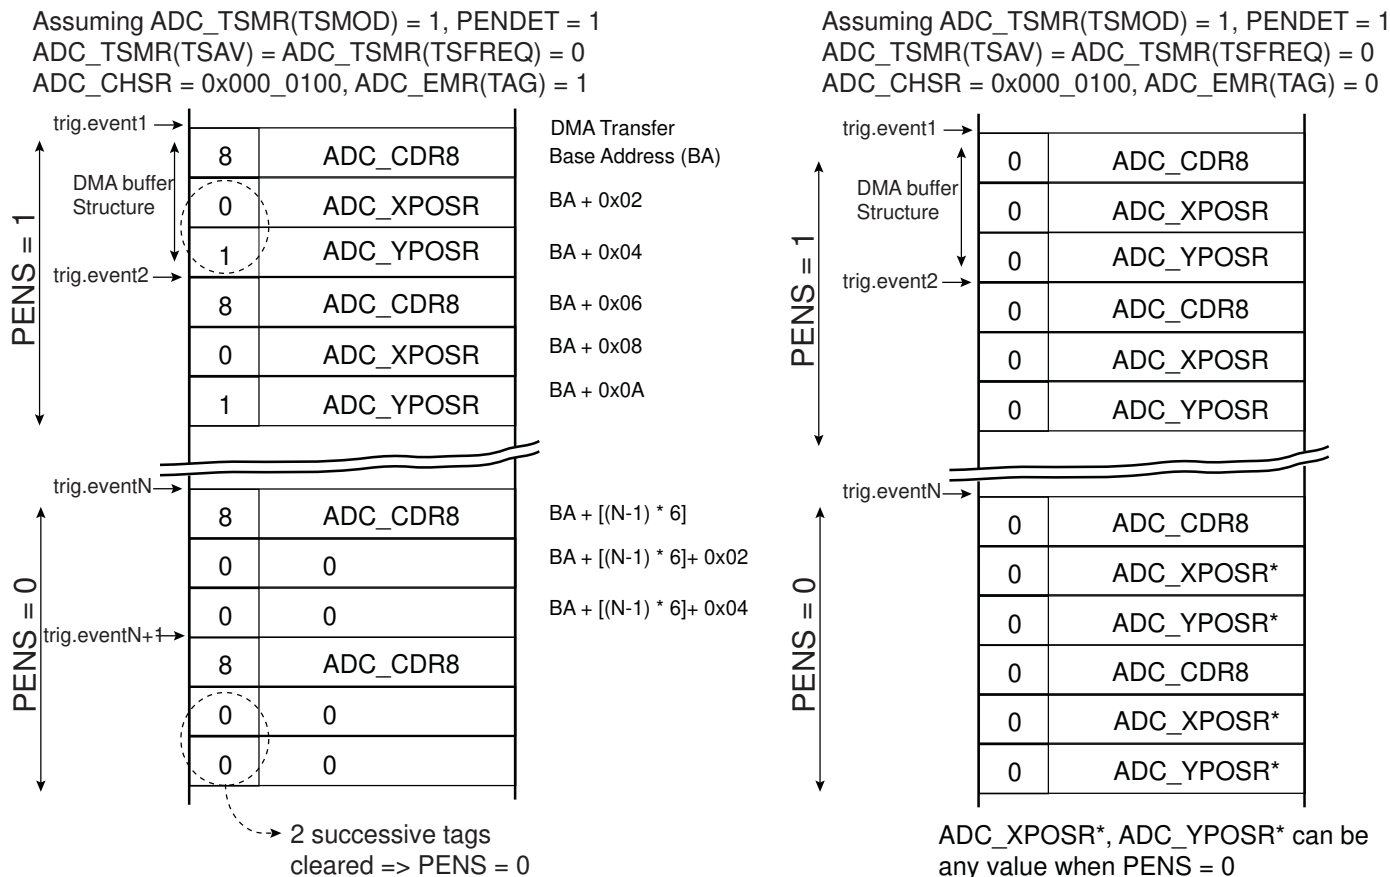 Assuming ADC_TSMR(TSMOD) = 1, PENDET = 1
ADC_TSMR(TSAV) = ADC_TSMR(TSFREQ) = 0
ADC_CHSR = 0x000_0100, ADC_EMR(TAG) = 1
trig.event1
DMA Transfer
8 ADC_CDR8 Base Address (BA)
DMA buffer
Structure
0 ADC_XPOSR BA + 0x02
1 ADC_YPOSR BA + 0x04
PENS = 1
trig.event2
8 ADC_CDR8 BA + 0x06
0 ADC_XPOSR BA + 0x08
1 ADC_YPOSR BA + 0x0A
trig.eventN
8 ADC_CDR8 BA + [(N-1) * 6]
0 0 BA + [(N-1) * 6]+ 0x02
0 0 BA + [(N-1) * 6]+ 0x04
PENS = 0
trig.eventN+1
8 ADC_CDR8
0 0
0 0
2 successive tags
cleared => PENS = 0
Assuming ADC_TSMR(TSMOD) = 1, PENDET = 1
ADC_TSMR(TSAV) = ADC_TSMR(TSFREQ) = 0
ADC_CHSR = 0x000_0100, ADC_EMR(TAG) = 0
trig.event1
0 ADC_CDR8
DMA buffer
Structure
0 ADC_XPOSR
0 ADC_YPOSR
PENS = 1
trig.event2
0 ADC_CDR8
0 ADC_XPOSR
0 ADC_YPOSR
trig.eventN
0 ADC_CDR8
0 ADC_XPOSR*
0 ADC_YPOSR*
PENS = 0
0 ADC_CDR8
0 ADC_XPOSR*
0 ADC_YPOSR*
ADC_XPOSR*, ADC_YPOSR* can be
any value when PENS = 0